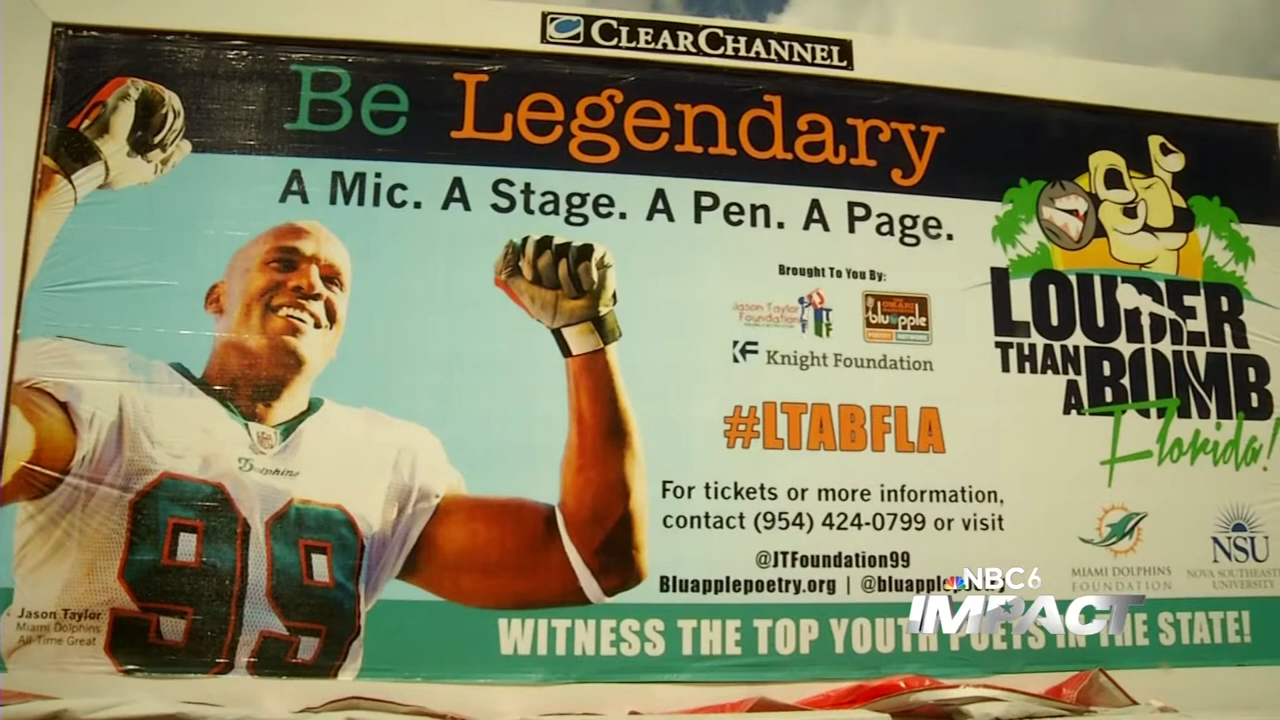 CLEARCHANNEL
Be Legendary
A Mic. A Stage. A Pen. A Page.
Brought To You By:
Jason Taylor
Foundation
JTF
bluapple
Knight Foundation
#LTABFLA
For tickets or more information,
contact (954) 424-0799 or visit
@JTFoundation99
Bluapplepoetry.org | @bluapplepoetry
LOUDER
THAN A BOMB
Florida!
MIAMI DOLPHINS
FOUNDATION
NSU
NOVA SOUTHEASTERN
UNIVERSITY
Dolphins
99
Jason Taylor
Miami Dolphins
All-Time Great
WITNESS THE TOP YOUTH POETS IN THE STATE!
NBC6
IMPACT